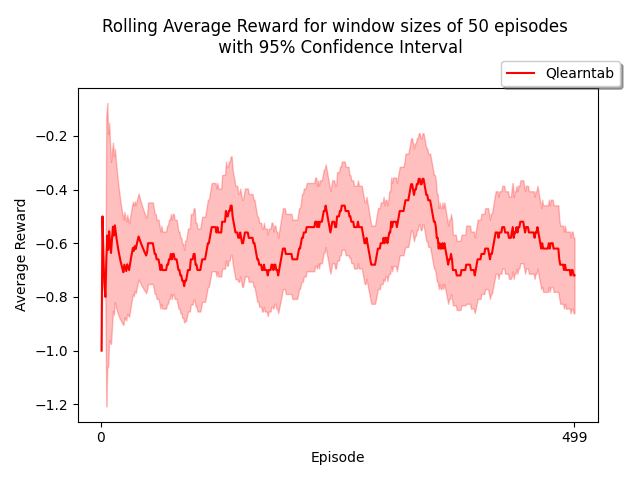 Rolling Average Reward for window sizes of 50 episodes
with 95% Confidence Interval
Qlearntab
−0.2
−0.4
−0.6
−0.8
−1.0
−1.2
Average Reward
0
499
Episode